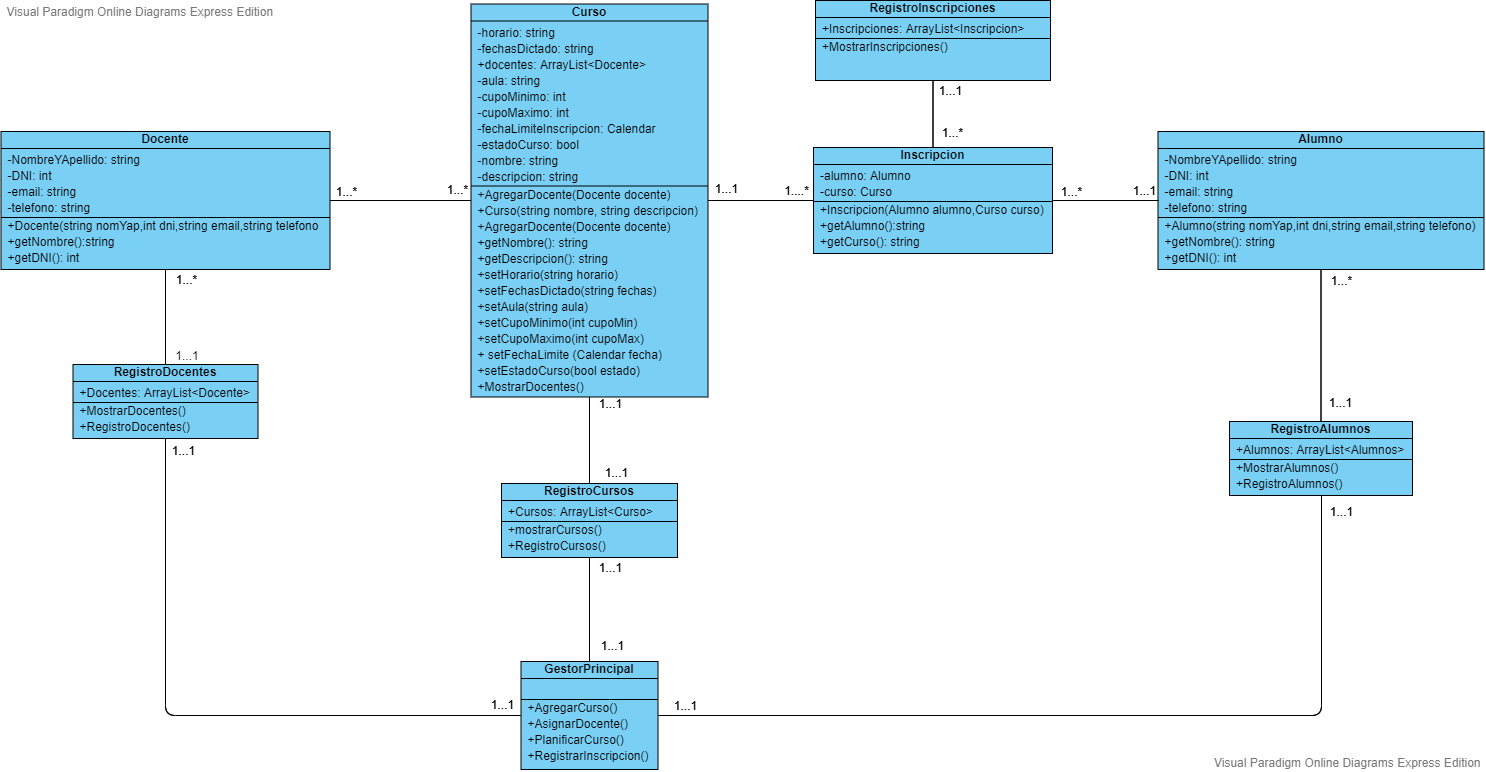 Visual Paradigm Online Diagrams Express Edition
Curso
-horario: string
-fechasDictado: string
+docentes: ArrayList<Docente>
-aula: string
-cupoMinimo: int
-cupoMaximo: int
-fechaLimiteInscripcion: Calendar
-estadoCurso: bool
-nombre: string
-descripcion: string
+AgregarDocente(Docente docente)
+Curso(string nombre, string descripcion)
+AgregarDocente(Docente docente)
+getNombre(): string
+getDescripcion(): string
+setHorario(string horario)
+setFechasDictado(string fechas)
+setAula(string aula)
+setCupoMinimo(int cupoMin)
+setCupoMaximo(int cupoMax)
+ setFechaLimite (Calendar fecha)
+setEstadoCurso(bool estado)
+MostrarDocentes()
RegistroInscripciones
+Inscripciones: ArrayList<Inscripcion>
+MostrarInscripciones()
1...1
1...*
Docente
-NombreYApellido: string
-DNI: int
-email: string
-telefono: string
+Docente(string nomYap,int dni,string email,string telefono
+getNombre():string
+getDNI(): int
1...*
1...*
1...1
1....*
Inscripcion
-alumno: Alumno
-curso: Curso
+Inscripcion(Alumno alumno,Curso curso)
+getAlumno():string
+getCurso(): string
1...*
1...1
Alumno
-NombreYApellido: string
-DNI: int
-email: string
-telefono: string
+Alumno(string nomYap,int dni,string email,string telefono)
+getNombre(): string
+getDNI(): int
1...*
1...1
RegistroDocentes
+Docentes: ArrayList<Docente>
+MostrarDocentes()
+RegistroDocentes()
1...1
1...1
1...1
RegistroCursos
+Cursos: ArrayList<Curso>
+mostrarCursos()
+RegistroCursos()
1...1
1...1
1...*
1...1
RegistroAlumnos
+Alumnos: ArrayList<Alumnos>
+MostrarAlumnos()
+RegistroAlumnos()
1...1
1...1
GestorPrincipal
+AgregarCurso()
+AsignarDocente()
+PlanificarCurso()
+RegistrarInscripcion()
1...1
Visual Paradigm Online Diagrams Express Edition